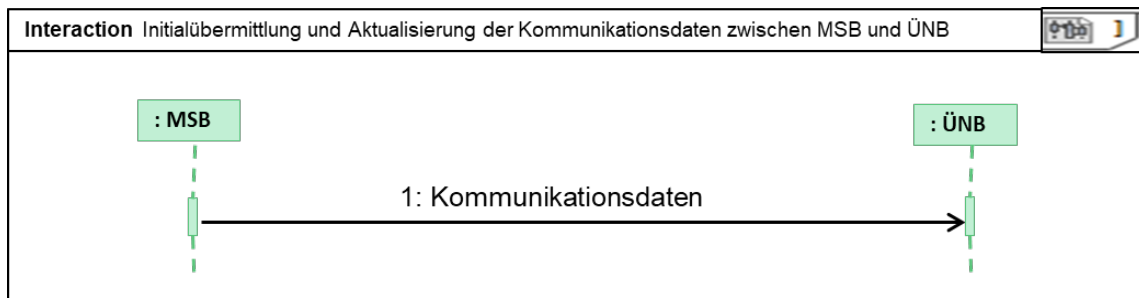 Interaction Initialübermittlung und Aktualisierung der Kommunikationsdaten zwischen MSB und ÜNB
: MSB
: ÜNB
1: Kommunikationsdaten